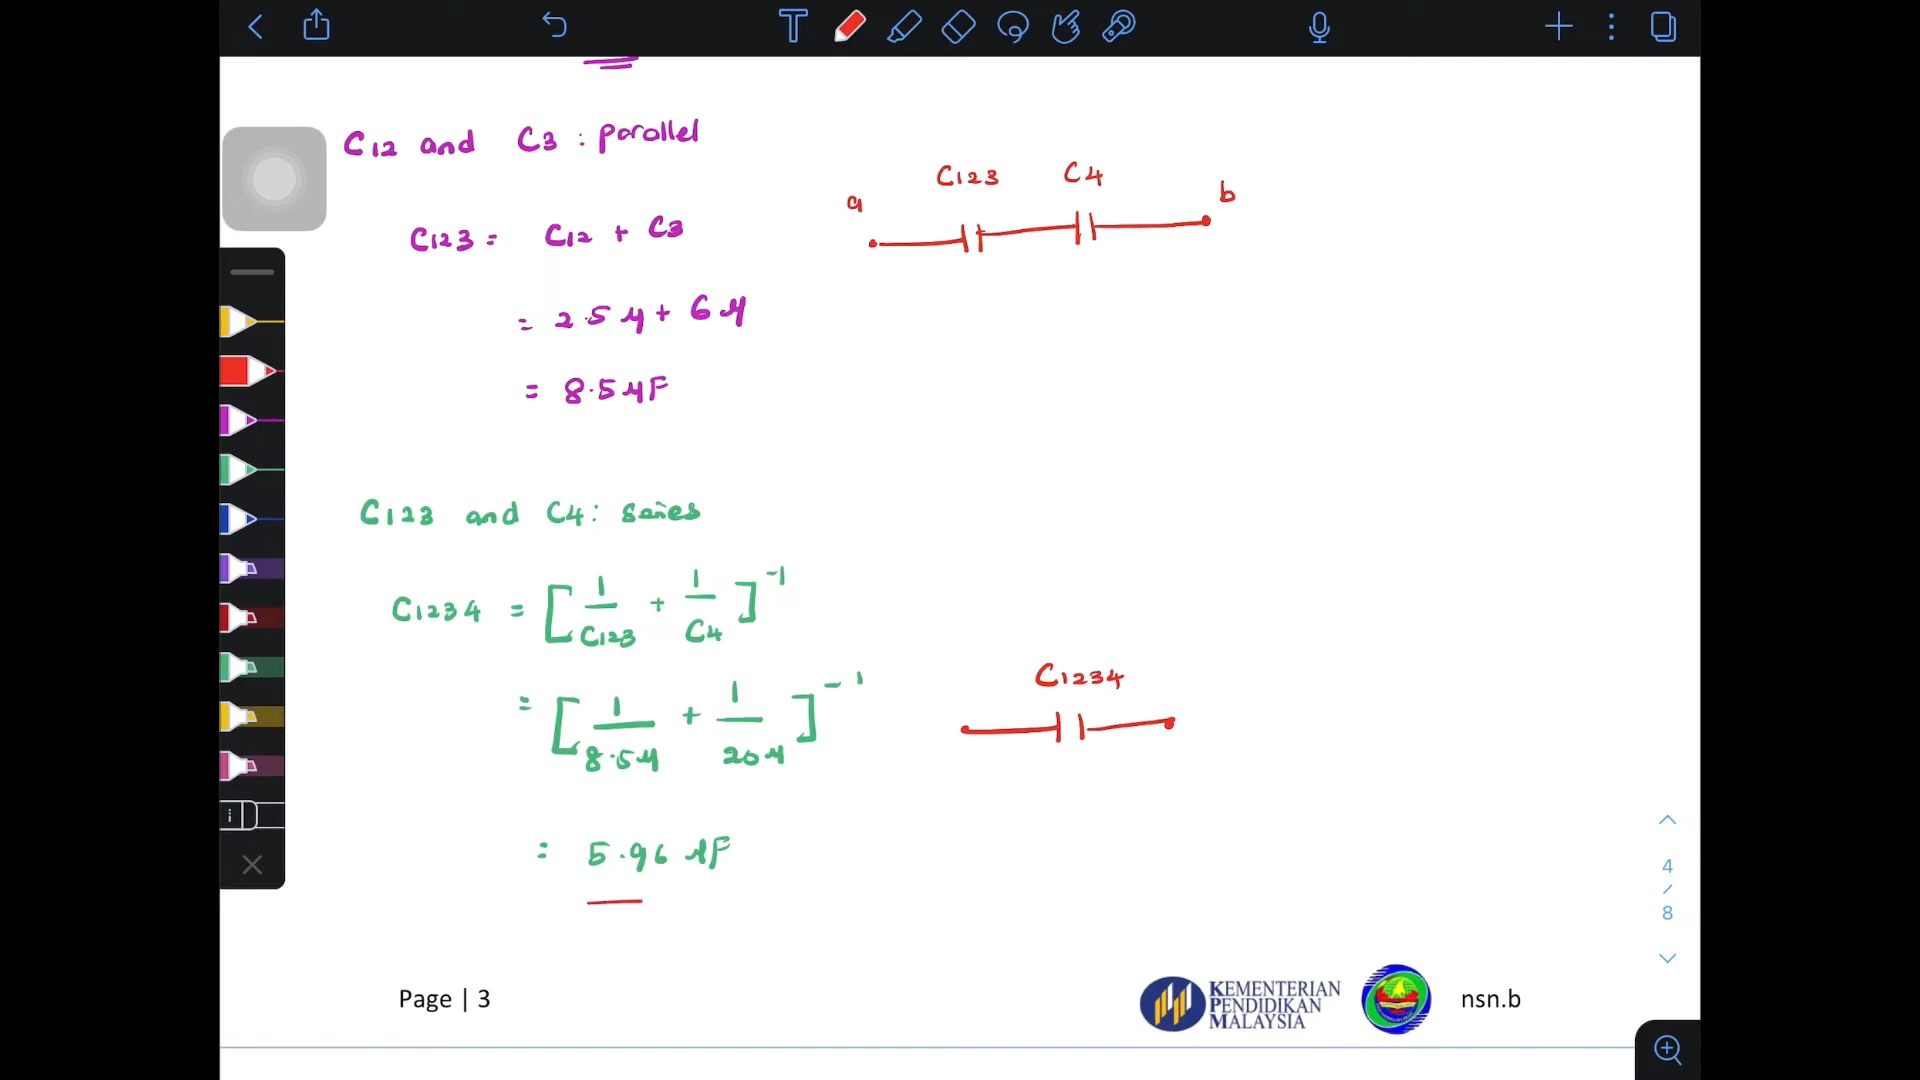 C12 and C3 : parallel
C123 = C12 + C3
= 2.5 μ + 6 μ
= 8.5 μF
a
C123
C4
b
C123 and C4 : series
C1234 = [ 1/C123 + 1/C4 ]⁻¹
= [ 1/8.5μ + 1/20μ ]⁻¹
= 5.96 μF
C1234
4
/
8
Page | 3
KEMENTERIAN
PENDIDIKAN
MALAYSIA
nsn.b